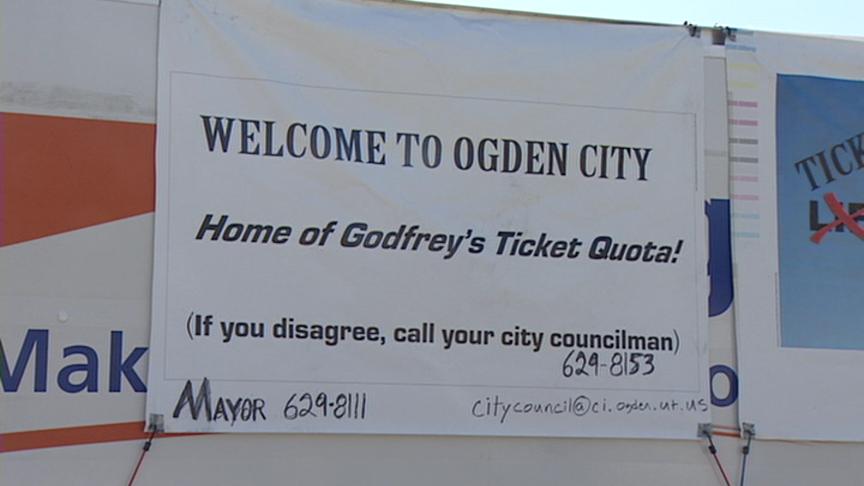 WELCOME TO OGDEN CITY
Home of Godfrey's Ticket Quota!
(If you disagree, call your city councilman)
629-8153
MAYOR 629-8111
citycouncil@ci.ogden.ut.us
Mak
TICK